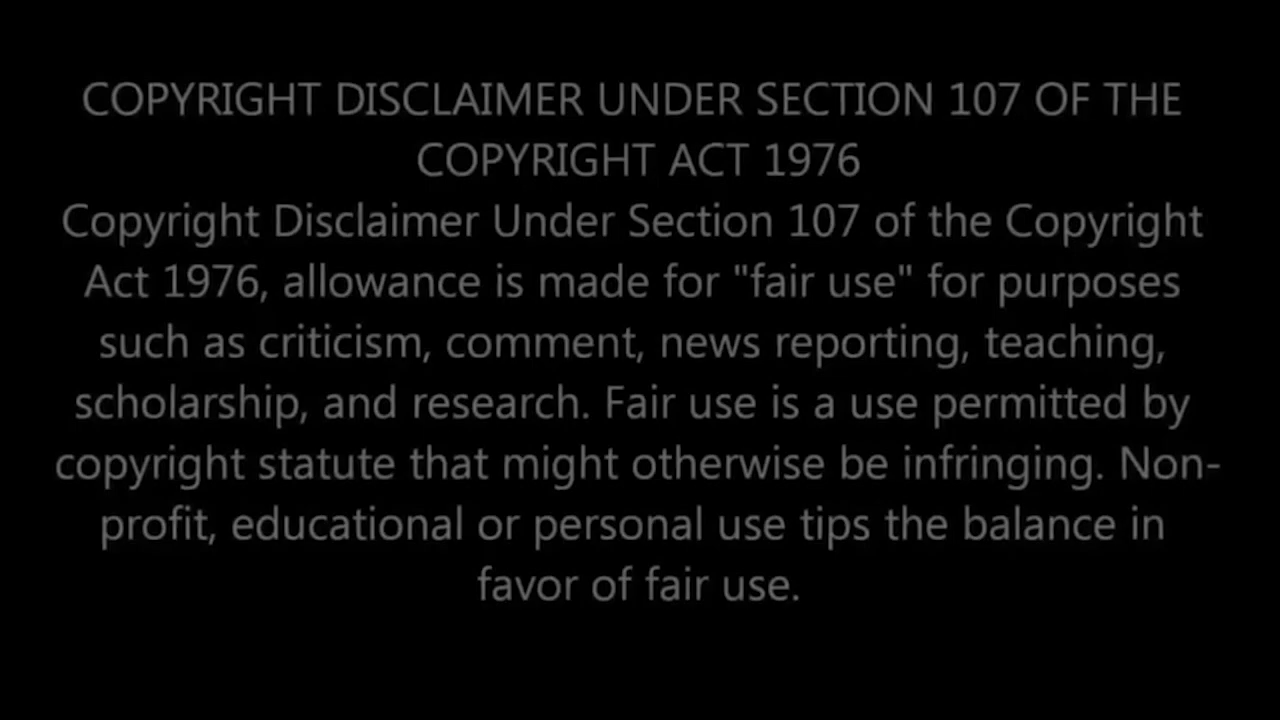 COPYRIGHT DISCLAIMER UNDER SECTION 107 OF THE
COPYRIGHT ACT 1976
Copyright Disclaimer Under Section 107 of the Copyright
Act 1976, allowance is made for "fair use" for purposes
such as criticism, comment, news reporting, teaching,
scholarship, and research. Fair use is a use permitted by
copyright statute that might otherwise be infringing. Non-
profit, educational or personal use tips the balance in
favor of fair use.